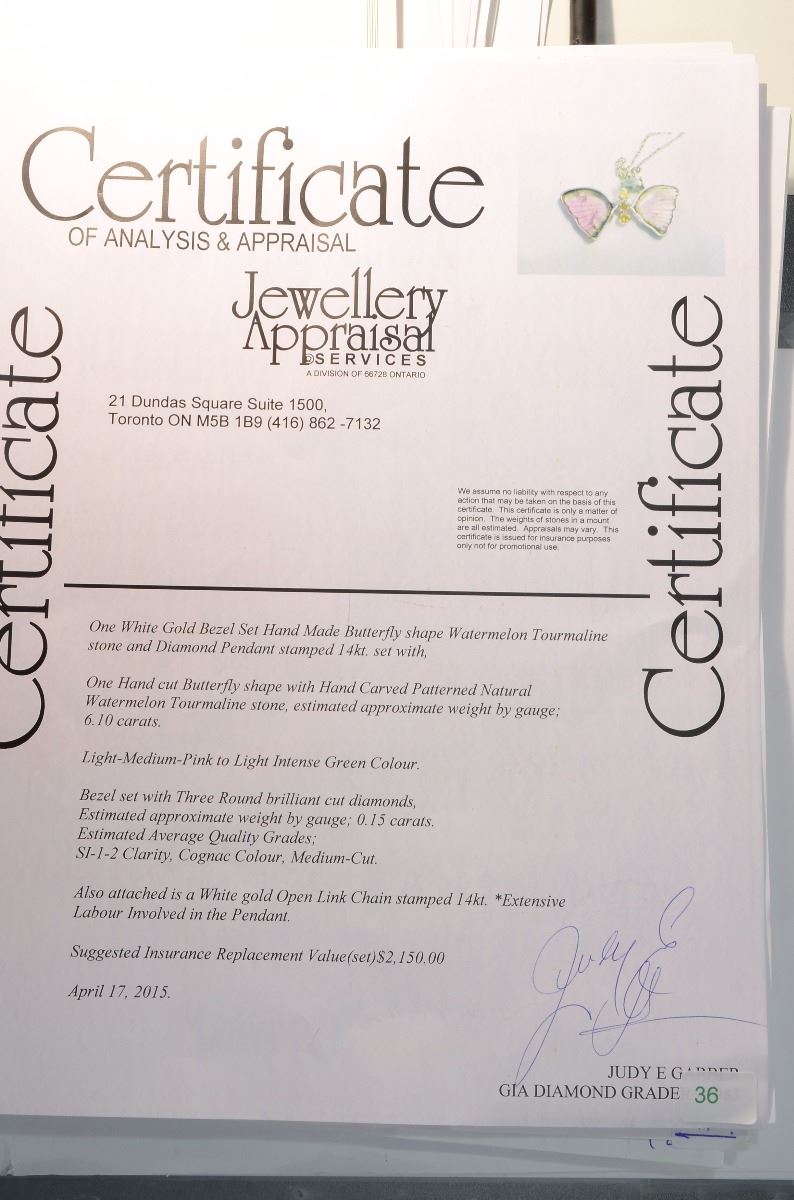 Certificate
OF ANALYSIS & APPRAISAL
Jewellery
Appraisal
SERVICES
A DIVISION OF 66728 ONTARIO
21 Dundas Square Suite 1500,
Toronto ON M5B 1B9 (416) 862 -7132
We assume no liability with respect to any
action that may be taken on the basis of this
certificate. This certificate is only a matter of
opinion. The weights of stones in a mount
are all estimated. Appraisals may vary. This
certificate is issued for insurance purposes
only not for promotional use.
ertificate
Certificate
One White Gold Bezel Set Hand Made Butterfly shape Watermelon Tourmaline
stone and Diamond Pendant stamped 14kt. set with,
One Hand cut Butterfly shape with Hand Carved Patterned Natural
Watermelon Tourmaline stone, estimated approximate weight by gauge;
6.10 carats.
Light-Medium-Pink to Light Intense Green Colour.
Bezel set with Three Round brilliant cut diamonds,
Estimated approximate weight by gauge; 0.15 carats.
Estimated Average Quality Grades;
SI-1-2 Clarity, Cognac Colour, Medium-Cut.
Also attached is a White gold Open Link Chain stamped 14kt. *Extensive
Labour Involved in the Pendant.
Suggested Insurance Replacement Value(set)$2,150.00
April 17, 2015.
Judy E
JUDY E
GIA DIAMOND GRADE
36